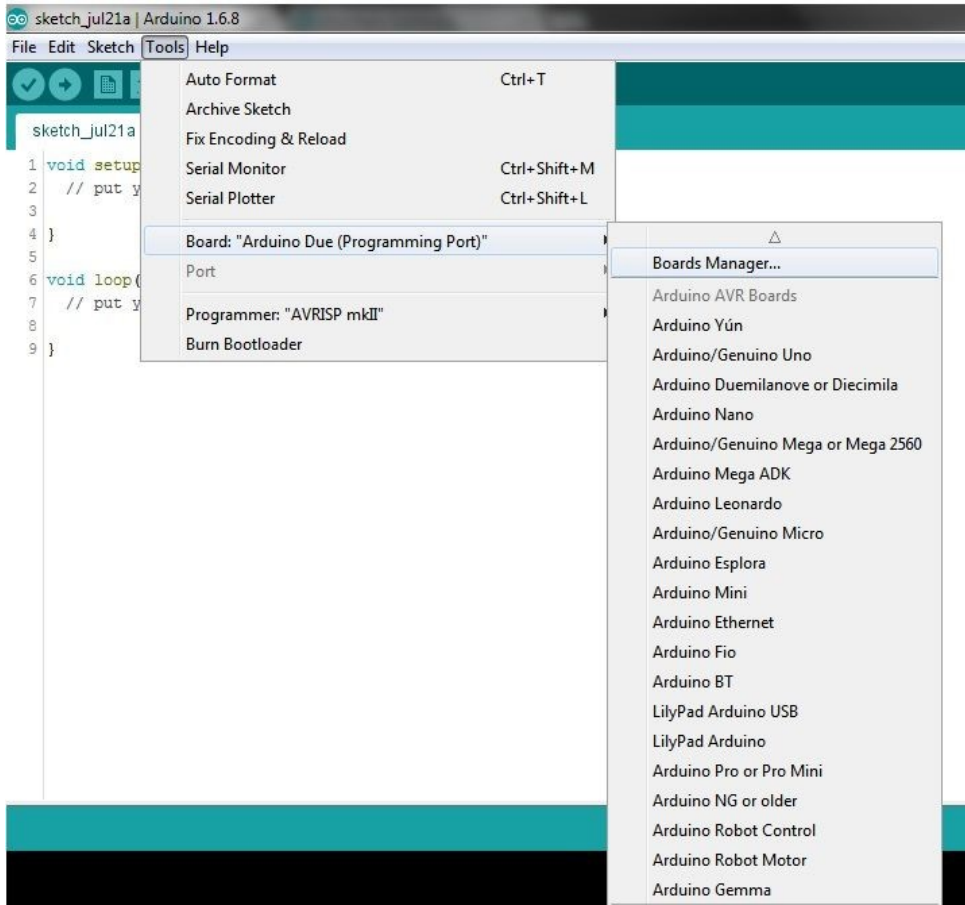 sketch_jul21a | Arduino 1.6.8
File Edit Sketch Tools Help
sketch_jul21a
1 void setup
2 // put y
3
4 }
5
6 void loop(
7 // put y
8
9 }
Auto Format Ctrl+T
Archive Sketch
Fix Encoding & Reload
Serial Monitor Ctrl+Shift+M
Serial Plotter Ctrl+Shift+L
Board: "Arduino Due (Programming Port)"
Port
Programmer: "AVRISP mkII"
Burn Bootloader
Boards Manager...
Arduino AVR Boards
Arduino Yún
Arduino/Genuino Uno
Arduino Duemilanove or Diecimila
Arduino Nano
Arduino/Genuino Mega or Mega 2560
Arduino Mega ADK
Arduino Leonardo
Arduino/Genuino Micro
Arduino Esplora
Arduino Mini
Arduino Ethernet
Arduino Fio
Arduino BT
LilyPad Arduino USB
LilyPad Arduino
Arduino Pro or Pro Mini
Arduino NG or older
Arduino Robot Control
Arduino Robot Motor
Arduino Gemma